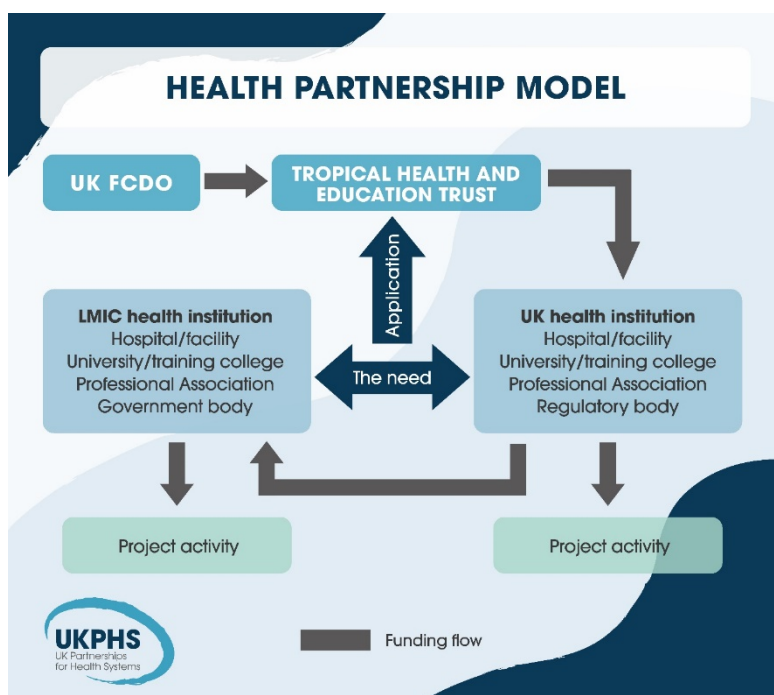 HEALTH PARTNERSHIP MODEL
UK FCDO
TROPICAL HEALTH AND
EDUCATION TRUST
Application
LMIC health institution
Hospital/facility
University/training college
Professional Association
Government body
The need
UK health institution
Hospital/facility
University/training college
Professional Association
Regulatory body
Project activity
Project activity
UKPHS
UK Partnerships
for Health Systems
Funding flow